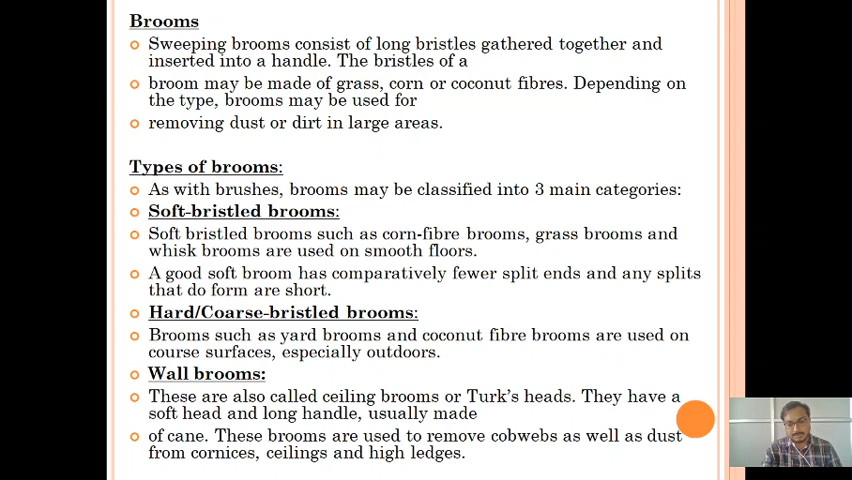 Brooms
Sweeping brooms consist of long bristles gathered together and
inserted into a handle. The bristles of a
broom may be made of grass, corn or coconut fibres. Depending on
the type, brooms may be used for
removing dust or dirt in large areas.
Types of brooms:
As with brushes, brooms may be classified into 3 main categories:
Soft-bristled brooms:
Soft bristled brooms such as corn-fibre brooms, grass brooms and
whisk brooms are used on smooth floors.
A good soft broom has comparatively fewer split ends and any splits
that do form are short.
Hard/Coarse-bristled brooms:
Brooms such as yard brooms and coconut fibre brooms are used on
course surfaces, especially outdoors.
Wall brooms:
These are also called ceiling brooms or Turk's heads. They have a
soft head and long handle, usually made
of cane. These brooms are used to remove cobwebs as well as dust
from cornices, ceilings and high ledges.